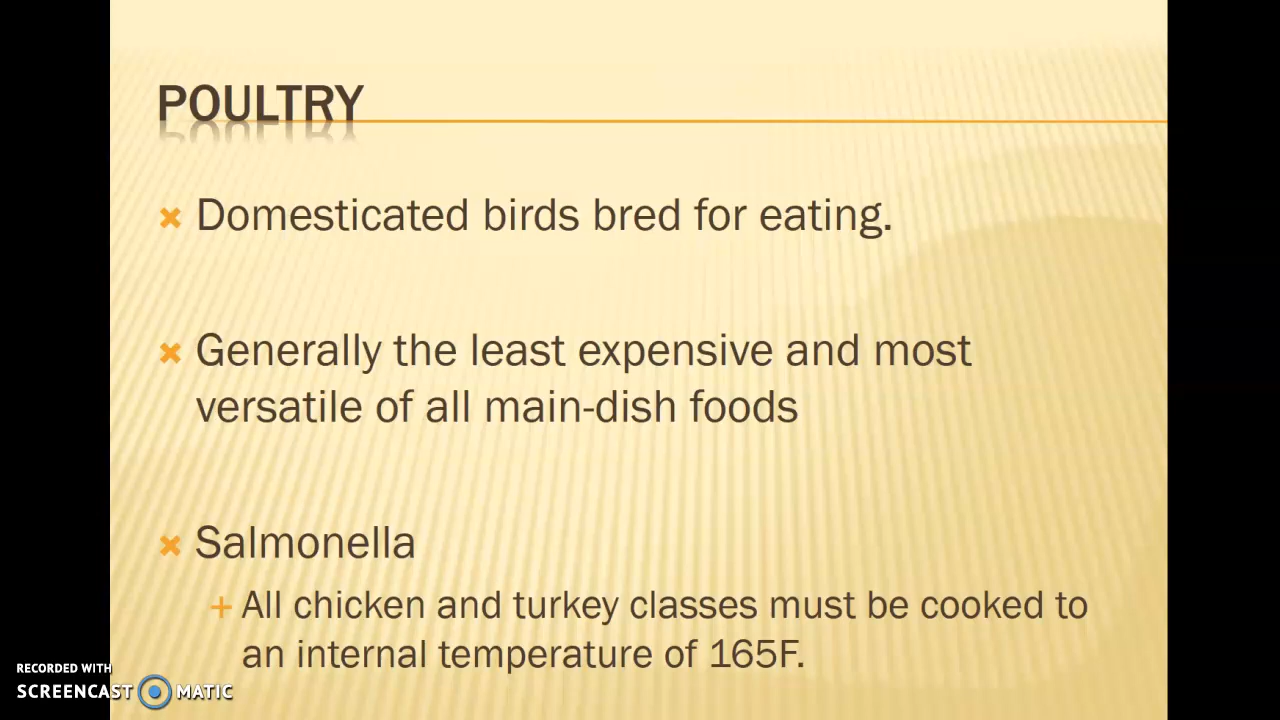 POULTRY
Domesticated birds bred for eating.
Generally the least expensive and most
versatile of all main-dish foods
Salmonella
All chicken and turkey classes must be cooked to
an internal temperature of 165F.
RECORDED WITH
SCREENCAST MATIC